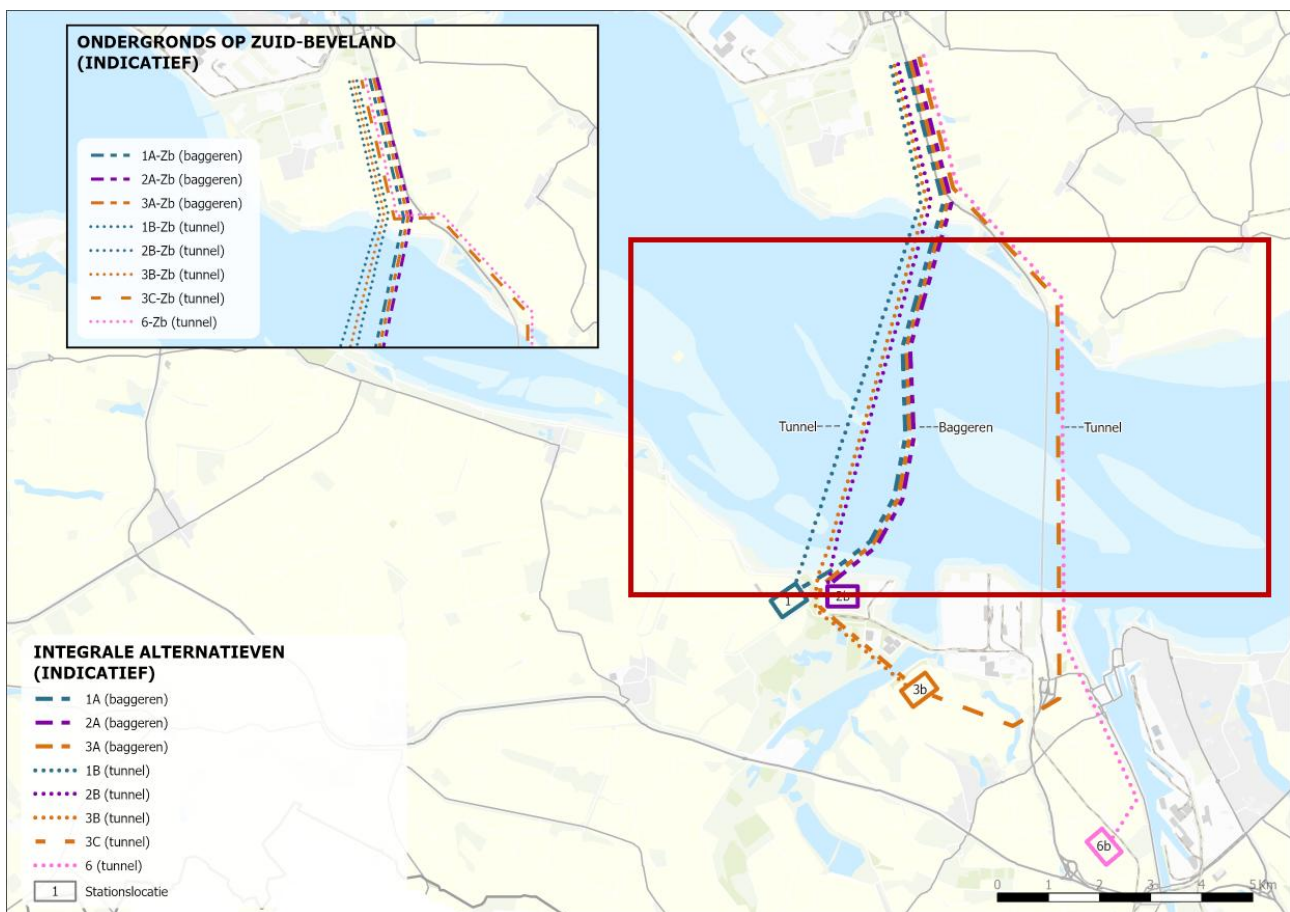 ONDERGRONDS OP ZUID-BEVELAND
(INDICATIEF)
1A-Zb (baggeren)
2A-Zb (baggeren)
3A-Zb (baggeren)
1B-Zb (tunnel)
2B-Zb (tunnel)
3B-Zb (tunnel)
3C-Zb (tunnel)
6-Zb (tunnel)
Tunnel
Baggeren
Tunnel
1
2b
3b
6b
INTEGRALE ALTERNATIEVEN
(INDICATIEF)
1A (baggeren)
2A (baggeren)
3A (baggeren)
1B (tunnel)
2B (tunnel)
3B (tunnel)
3C (tunnel)
6 (tunnel)
1 Stationslocatie
0 1 2 3 4 5 Km